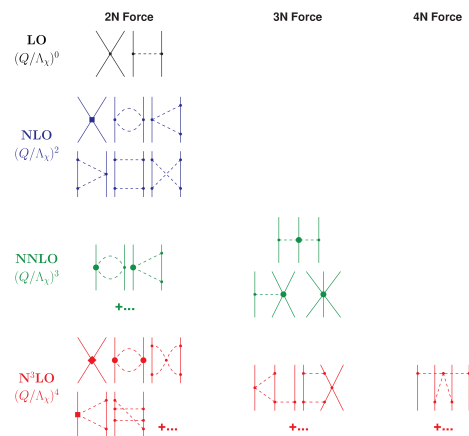 2N Force 3N Force 4N Force
LO
(Q/Λχ)⁰
NLO
(Q/Λχ)²
NNLO
(Q/Λχ)³
+...
N³LO
(Q/Λχ)⁴
+... +... +...